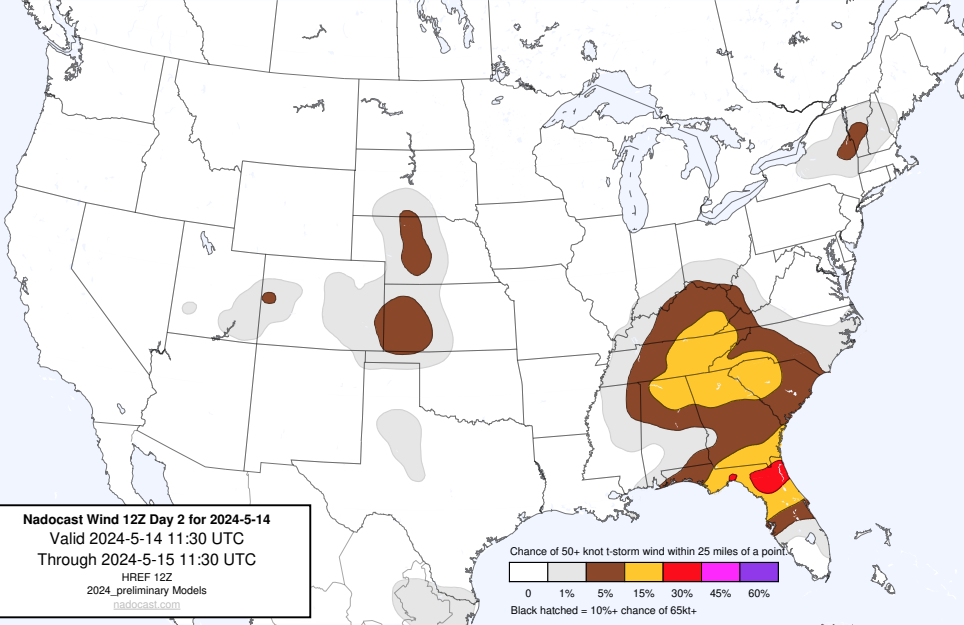 Nadocast Wind 12Z Day 2 for 2024-5-14
Valid 2024-5-14 11:30 UTC
Through 2024-5-15 11:30 UTC
HREF 12Z
2024_preliminary Models
nadocast.com
Chance of 50+ knot t-storm wind within 25 miles of a point.
0 1% 5% 15% 30% 45% 60%
Black hatched = 10%+ chance of 65kt+